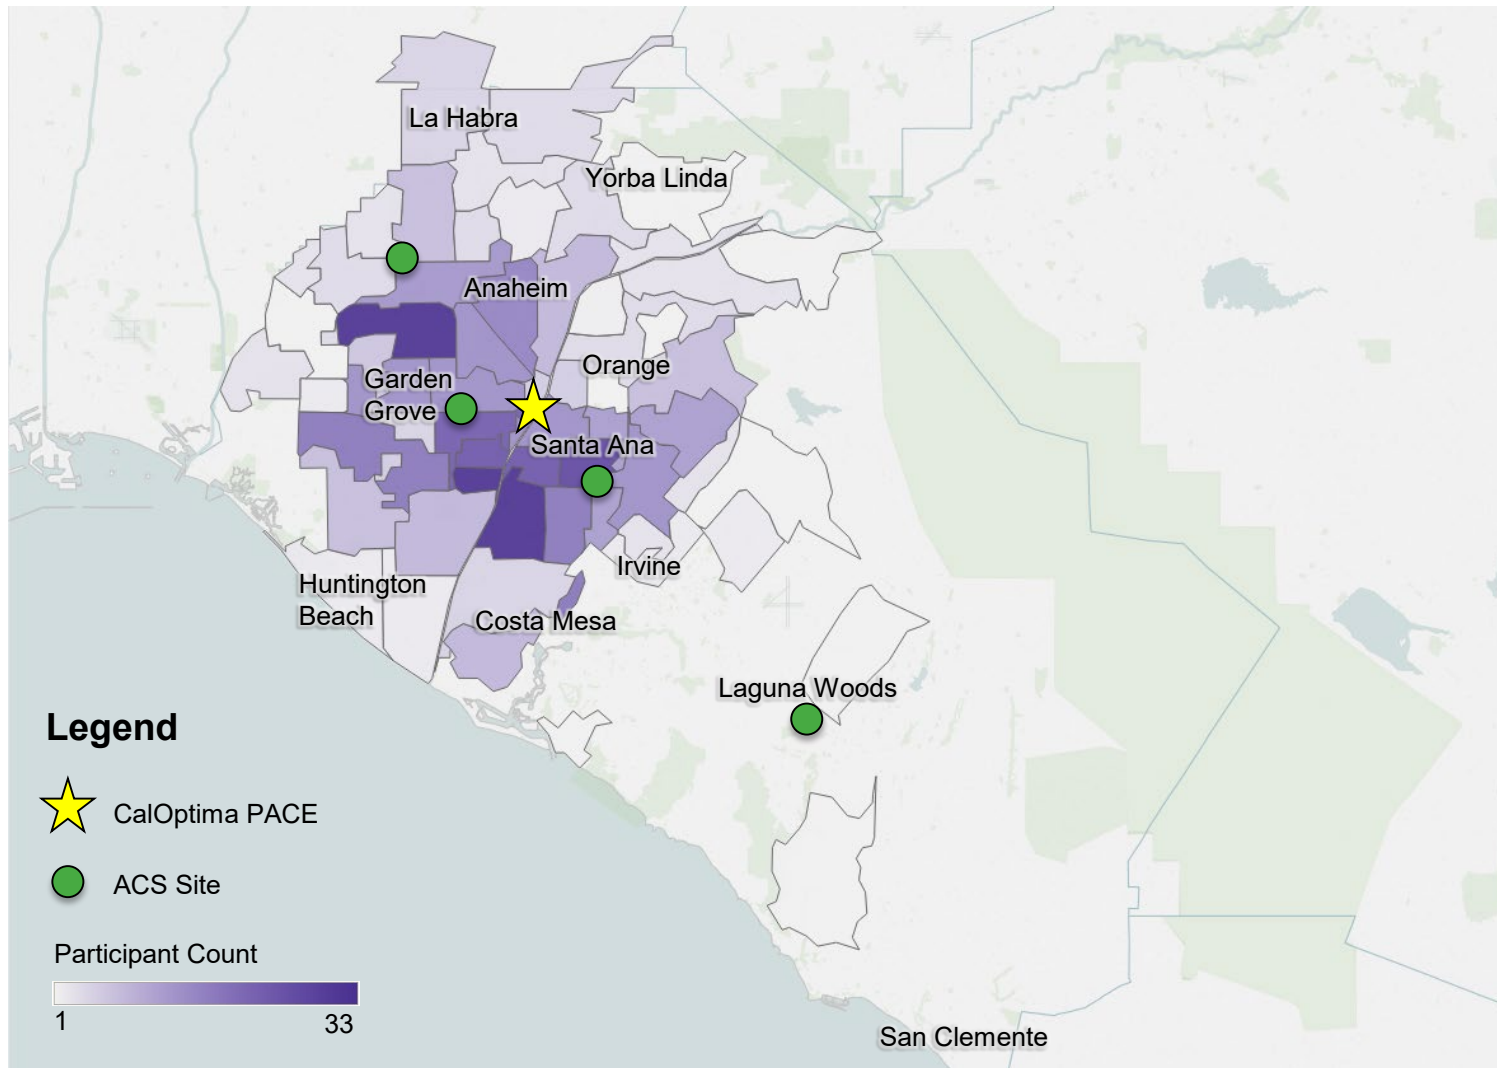 La Habra
Yorba Linda
Anaheim
Orange
Garden
Grove
Santa Ana
Irvine
Huntington
Beach
Costa Mesa
Laguna Woods
Legend
CalOptima PACE
ACS Site
Participant Count
1
33
San Clemente